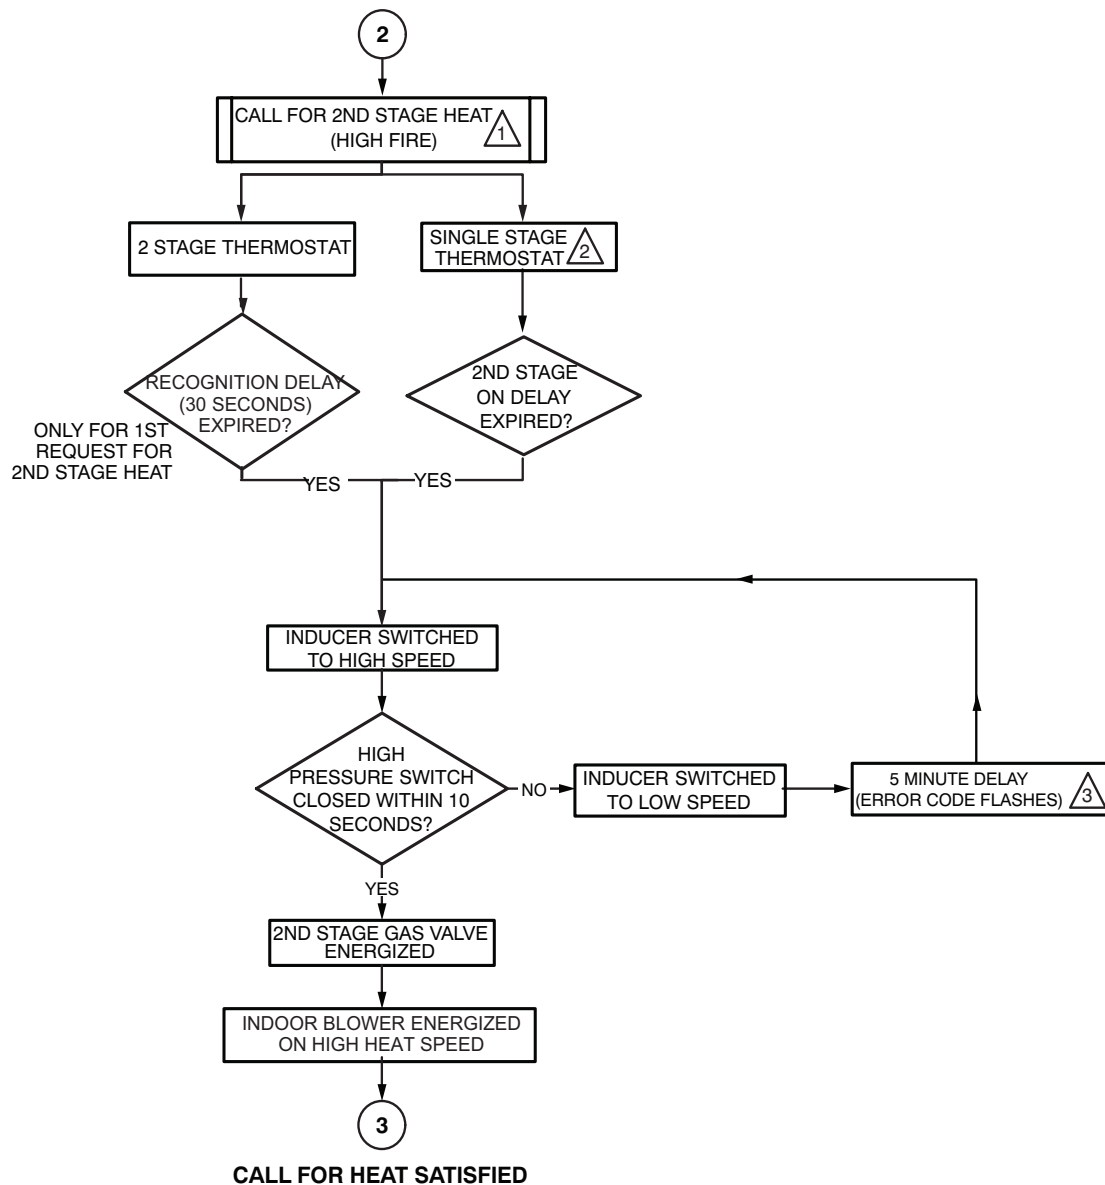 2
CALL FOR 2ND STAGE HEAT
(HIGH FIRE)
1
2 STAGE THERMOSTAT
SINGLE STAGE
THERMOSTAT
2
RECOGNITION DELAY
(30 SECONDS)
EXPIRED?
ONLY FOR 1ST
REQUEST FOR
2ND STAGE HEAT
2ND STAGE
ON DELAY
EXPIRED?
YES
YES
INDUCER SWITCHED
TO HIGH SPEED
HIGH
PRESSURE SWITCH
CLOSED WITHIN 10
SECONDS?
NO
INDUCER SWITCHED
TO LOW SPEED
5 MINUTE DELAY
(ERROR CODE FLASHES)
3
YES
2ND STAGE GAS VALVE
ENERGIZED
INDOOR BLOWER ENERGIZED
ON HIGH HEAT SPEED
3
CALL FOR HEAT SATISFIED